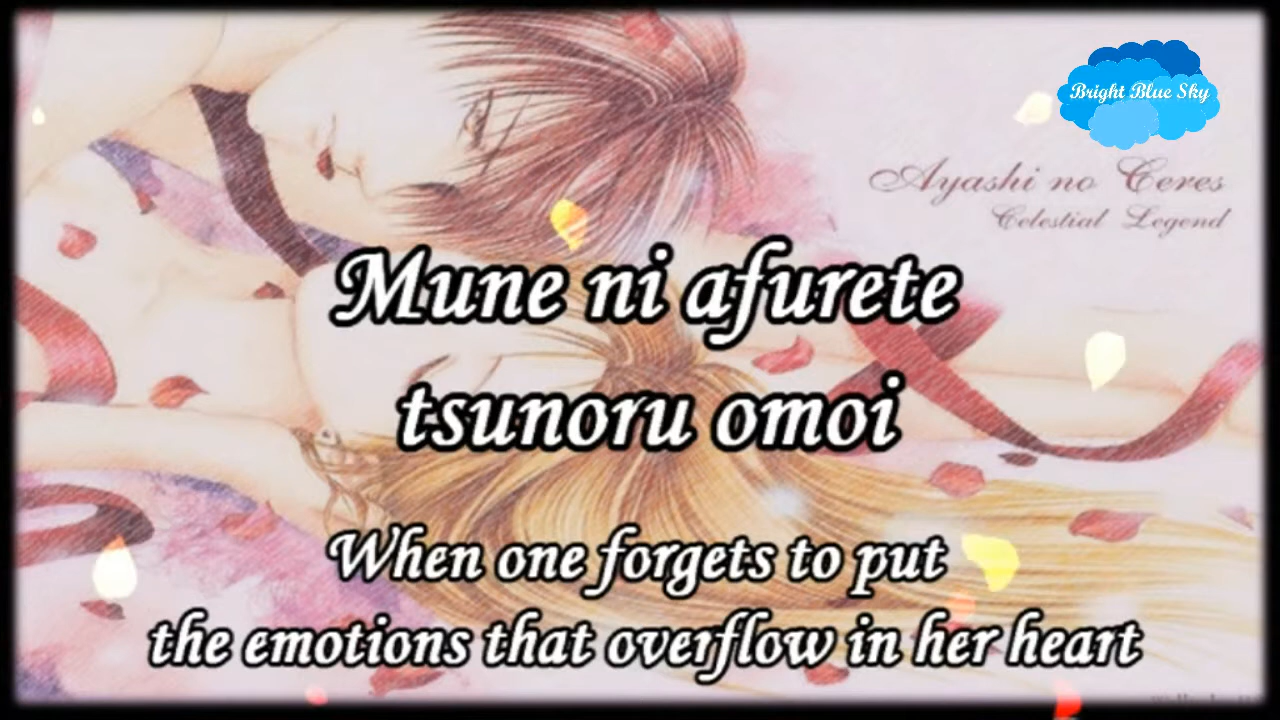 Bright Blue Sky
Ayashi no Ceres
Celestial Legend
Mune ni afurete
tsunoru omoi
When one forgets to put
the emotions that overflow in her heart